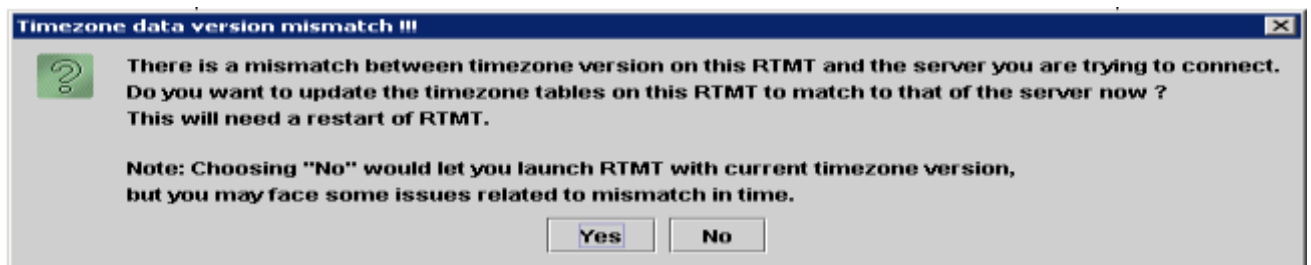 Timezone data version mismatch !!!
There is a mismatch between timezone version on this RTMT and the server you are trying to connect.
Do you want to update the timezone tables on this RTMT to match to that of the server now ?
This will need a restart of RTMT.
Note: Choosing "No" would let you launch RTMT with current timezone version,
but you may face some issues related to mismatch in time.
Yes No